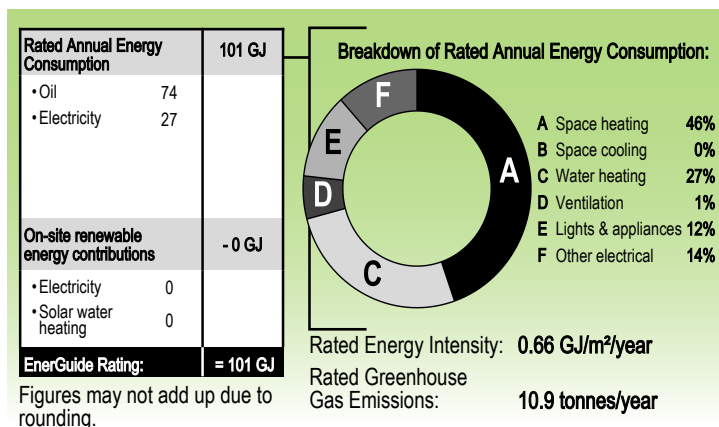 Rated Annual Energy Consumption 101 GJ
• Oil 74
• Electricity 27
On-site renewable energy contributions - 0 GJ
• Electricity 0
• Solar water heating 0
EnerGuide Rating: = 101 GJ
Figures may not add up due to
rounding.
Breakdown of Rated Annual Energy Consumption:
F
E
D
C
A
A Space heating 46%
B Space cooling 0%
C Water heating 27%
D Ventilation 1%
E Lights & appliances 12%
F Other electrical 14%
Rated Energy Intensity: 0.66 GJ/m²/year
Rated Greenhouse
Gas Emissions: 10.9 tonnes/year